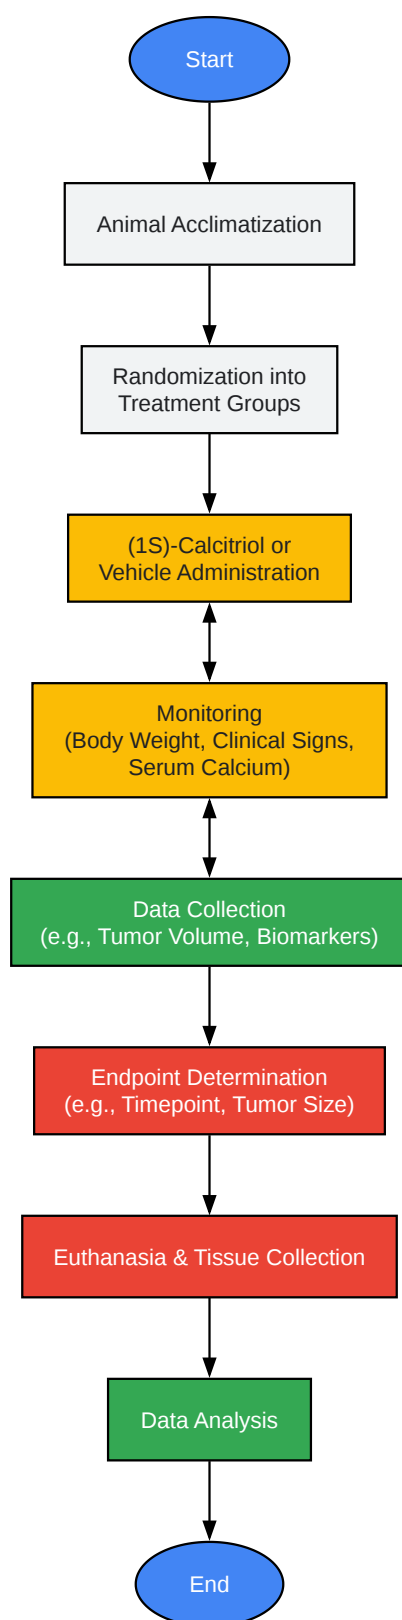 Start
Animal Acclimatization
Randomization into
Treatment Groups
(1S)-Calcitriol or
Vehicle Administration
Monitoring
(Body Weight, Clinical Signs,
Serum Calcium)
Data Collection
(e.g., Tumor Volume, Biomarkers)
Endpoint Determination
(e.g., Timepoint, Tumor Size)
Euthanasia & Tissue Collection
Data Analysis
End